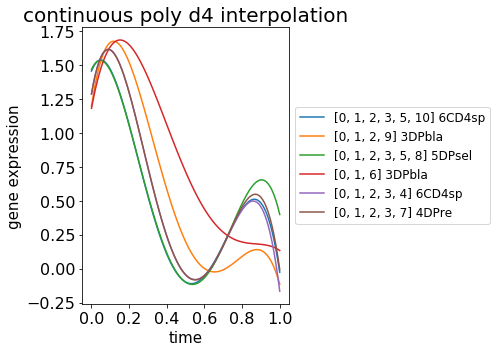 continuous poly d4 interpolation
1.75
1.50
1.25
1.00
0.75
0.50
0.25
0.00
−0.25
gene expression
0.0 0.2 0.4 0.6 0.8 1.0
time
[0, 1, 2, 3, 5, 10] 6CD4sp
[0, 1, 2, 9] 3DPbla
[0, 1, 2, 3, 5, 8] 5DPsel
[0, 1, 6] 3DPbla
[0, 1, 2, 3, 4] 6CD4sp
[0, 1, 2, 3, 7] 4DPre